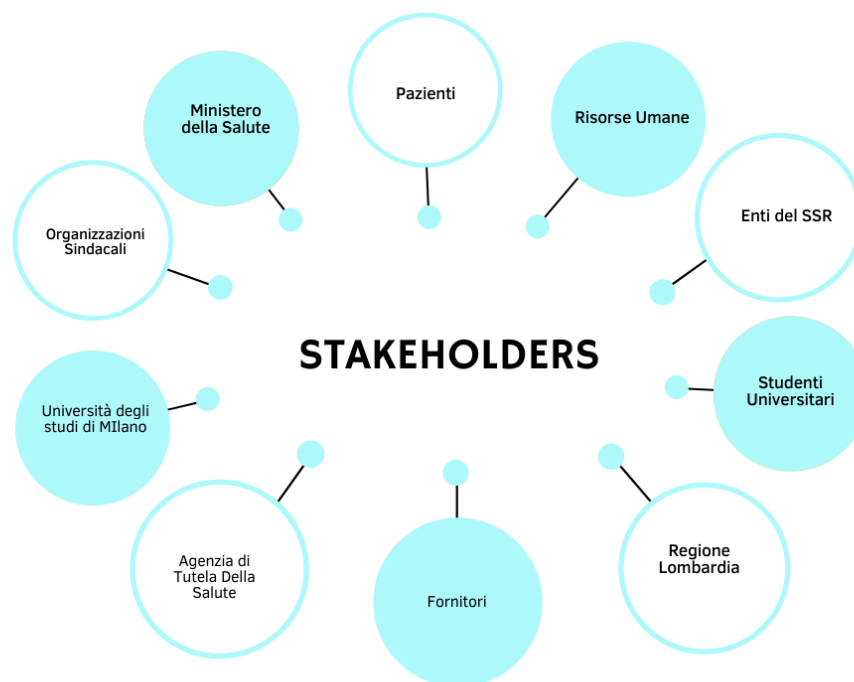 Pazienti
Ministero
della Salute
Risorse Umane
Enti del SSR
Organizzazioni
Sindacali
STAKEHOLDERS
Studenti
Universitari
Università degli
studi di MIlano
Agenzia di
Tutela Della
Salute
Regione
Lombardia
Fornitori